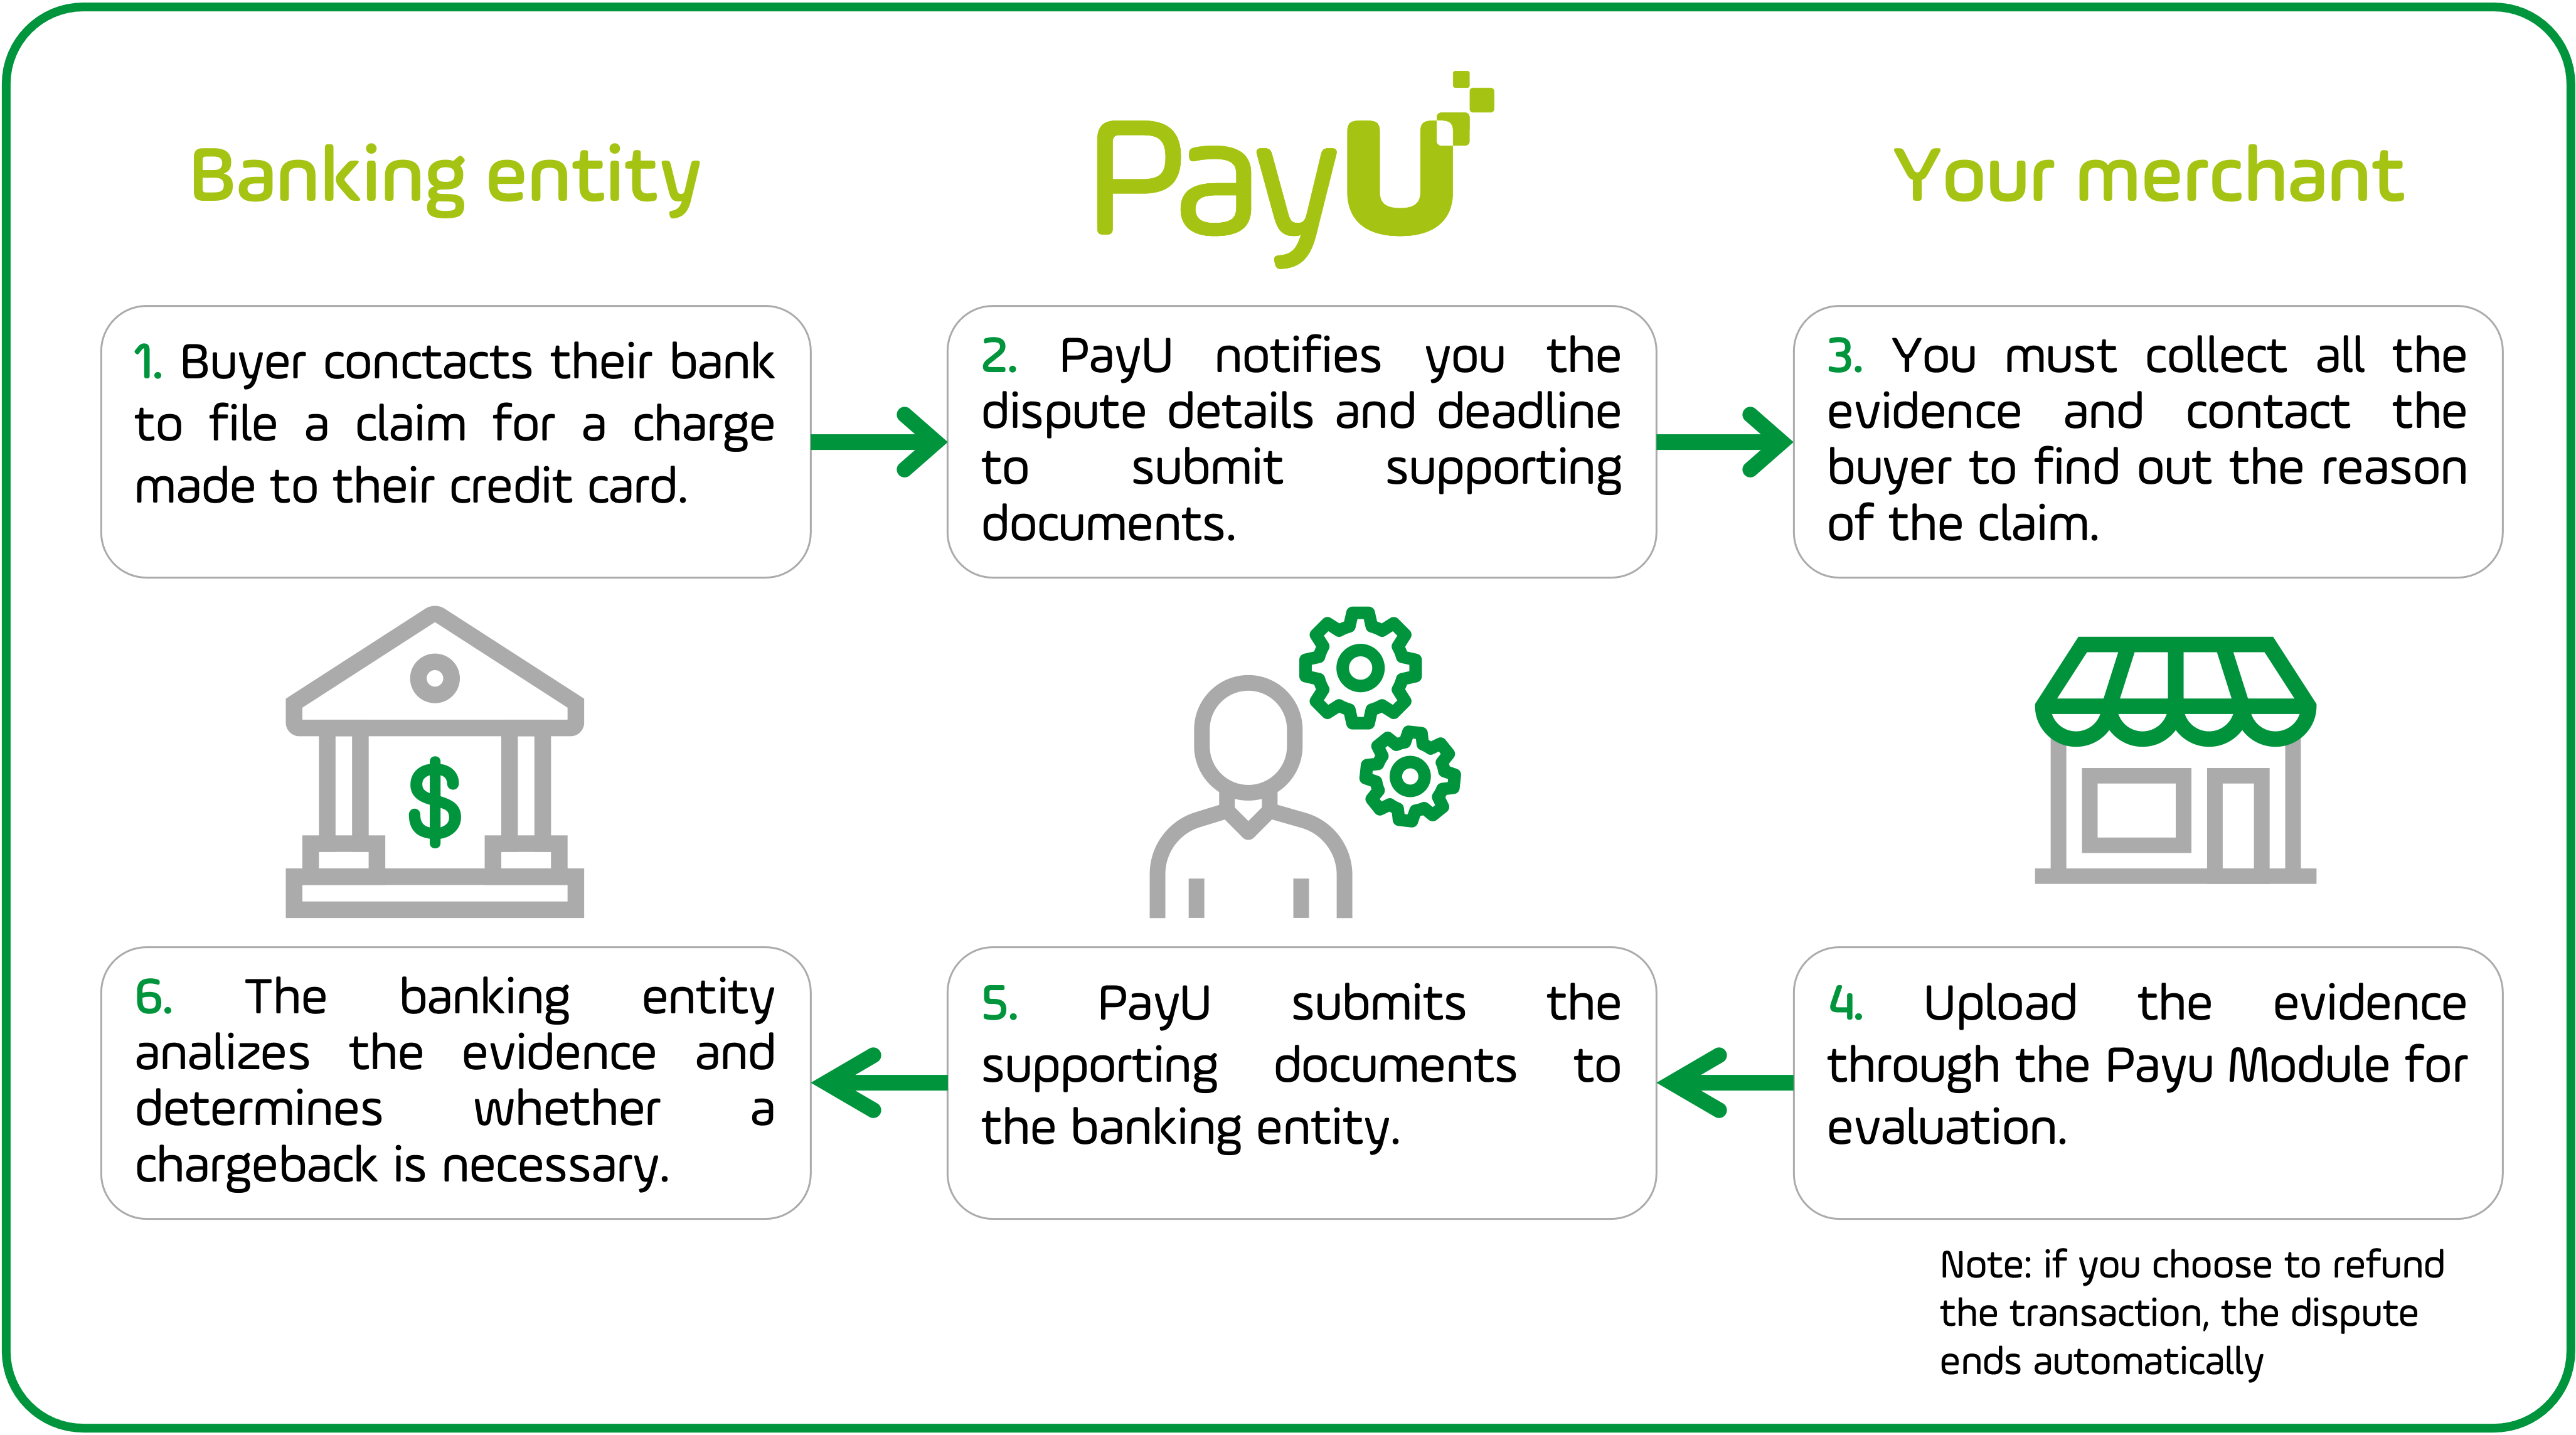 Banking entity
PayU
Your merchant
1. Buyer conctacts their bank
to file a claim for a charge
made to their credit card.
2. PayU notifies you the
dispute details and deadline
to submit supporting
documents.
3. You must collect all the
evidence and contact the
buyer to find out the reason
of the claim.
$
6. The banking entity
analizes the evidence and
determines whether a
chargeback is necessary.
5. PayU submits the
supporting documents to
the banking entity.
4. Upload the evidence
through the Payu Module for
evaluation.
Note: if you choose to refund
the transaction, the dispute
ends automatically